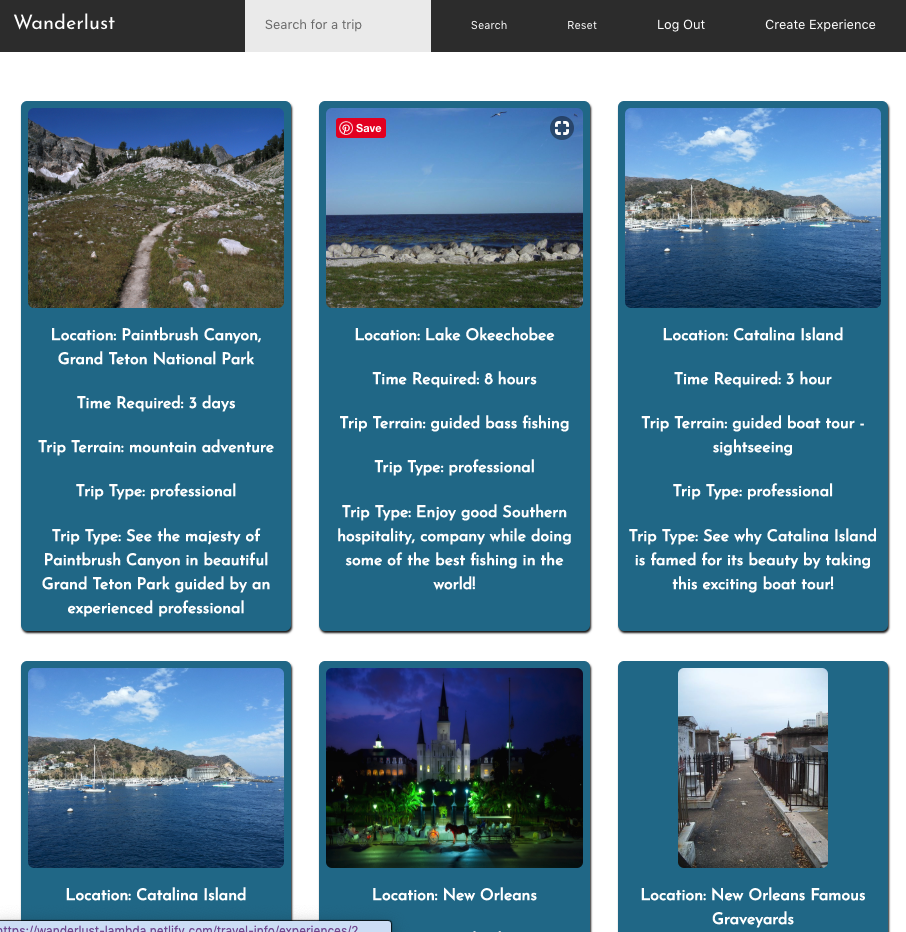 Wanderlust
Search for a trip
Search
Reset
Log Out
Create Experience
Save
Location: Paintbrush Canyon,
Grand Teton National Park
Time Required: 3 days
Trip Terrain: mountain adventure
Trip Type: professional
Trip Type: See the majesty of
Paintbrush Canyon in beautiful
Grand Teton Park guided by an
experienced professional
Location: Lake Okeechobee
Time Required: 8 hours
Trip Terrain: guided bass fishing
Trip Type: professional
Trip Type: Enjoy good Southern
hospitality, company while doing
some of the best fishing in the
world!
Location: Catalina Island
Time Required: 3 hour
Trip Terrain: guided boat tour -
sightseeing
Trip Type: professional
Trip Type: See why Catalina Island
is famed for its beauty by taking
this exciting boat tour!
Location: Catalina Island
Location: New Orleans
Location: New Orleans Famous
Graveyards
https://wanderlust-lambda.netlify.com/travel-info/experiences/2